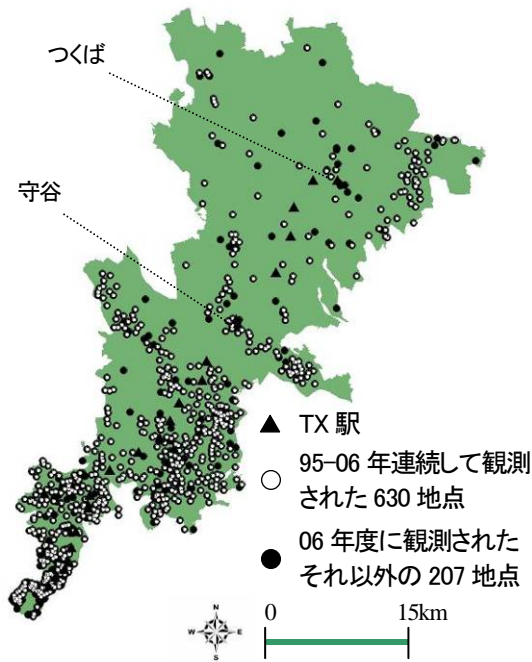 つくば
守谷
▲ TX 駅
○ 95-06 年連続して観測
された 630 地点
● 06 年度に観測された
それ以外の 207 地点
N
W E
S
0 15km